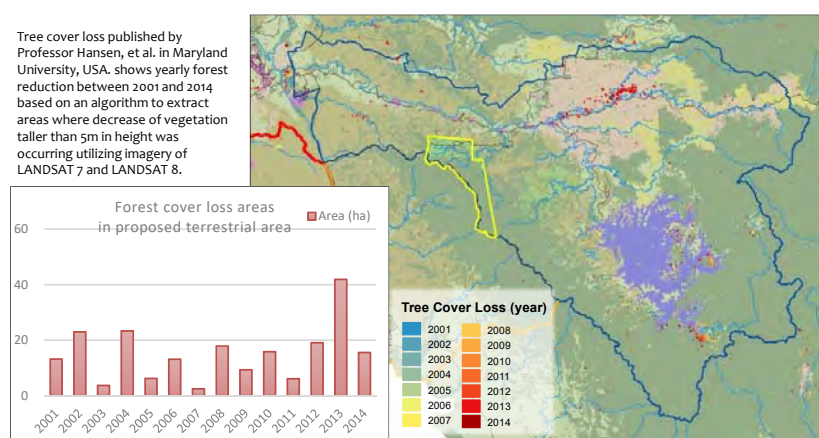 Tree cover loss published by
Professor Hansen, et al. in Maryland
University, USA. shows yearly forest
reduction between 2001 and 2014
based on an algorithm to extract
areas where decrease of vegetation
taller than 5m in height was
occurring utilizing imagery of
LANDSAT 7 and LANDSAT 8.
Forest cover loss areas
in proposed terrestrial area
Area (ha)
60
40
20
0
2001
2002
2003
2004
2005
2006
2007
2008
2009
2010
2011
2012
2013
2014
Tree Cover Loss (year)
2001
2002
2003
2004
2005
2006
2007
2008
2009
2010
2011
2012
2013
2014